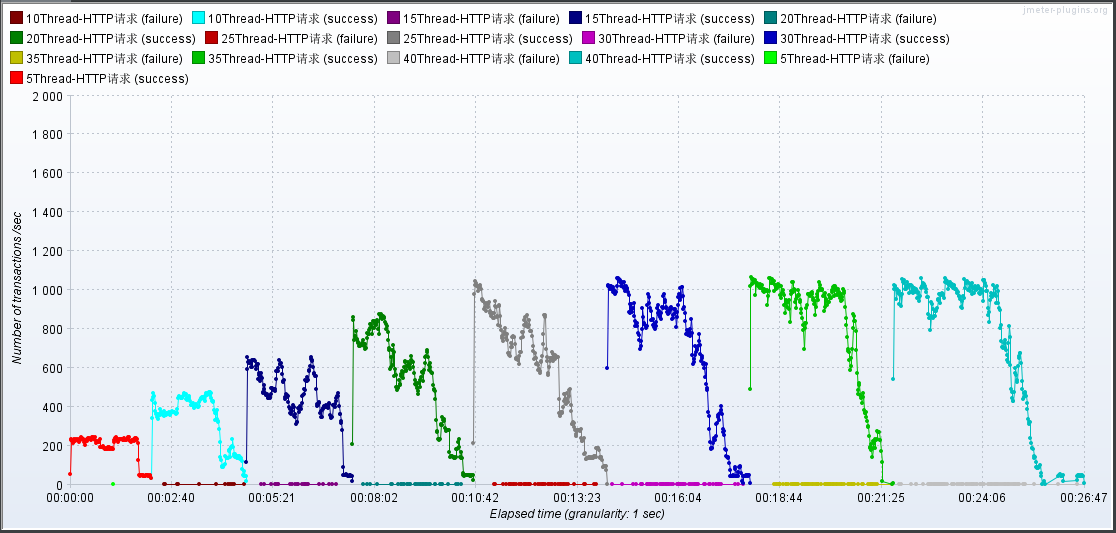 jmeter-plugins.org
10Thread-HTTP请求 (failure) 10Thread-HTTP请求 (success) 15Thread-HTTP请求 (failure) 15Thread-HTTP请求 (success) 20Thread-HTTP请求 (failure)
20Thread-HTTP请求 (success) 25Thread-HTTP请求 (failure) 25Thread-HTTP请求 (success) 30Thread-HTTP请求 (failure) 30Thread-HTTP请求 (success)
35Thread-HTTP请求 (failure) 35Thread-HTTP请求 (success) 40Thread-HTTP请求 (failure) 40Thread-HTTP请求 (success) 5Thread-HTTP请求 (failure)
5Thread-HTTP请求 (success)
Number of transactions /sec
2 000
1 800
1 600
1 400
1 200
1 000
800
600
400
200
0
00:00:00 00:02:40 00:05:21 00:08:02 00:10:42 00:13:23 00:16:04 00:18:44 00:21:25 00:24:06 00:26:47
Elapsed time (granularity: 1 sec)